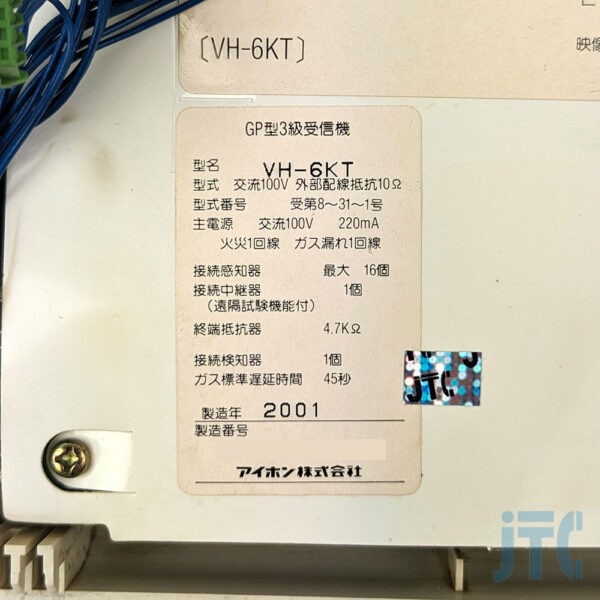 〔VH-6KT〕
映像
GP型3級受信機
型名 VH-6KT
型式 交流100V 外部配線抵抗10Ω
型式番号 受第8〜31〜1号
主電源 交流100V 220mA
火災1回線 ガス漏れ1回線
接続感知器 最大 16個
接続中継器 1個
（遠隔試験機能付）
終端抵抗器 4.7KΩ
接続検知器 1個
ガス標準遅延時間 45秒
製造年 2001
製造番号
アイホン株式会社
JTC
JTC